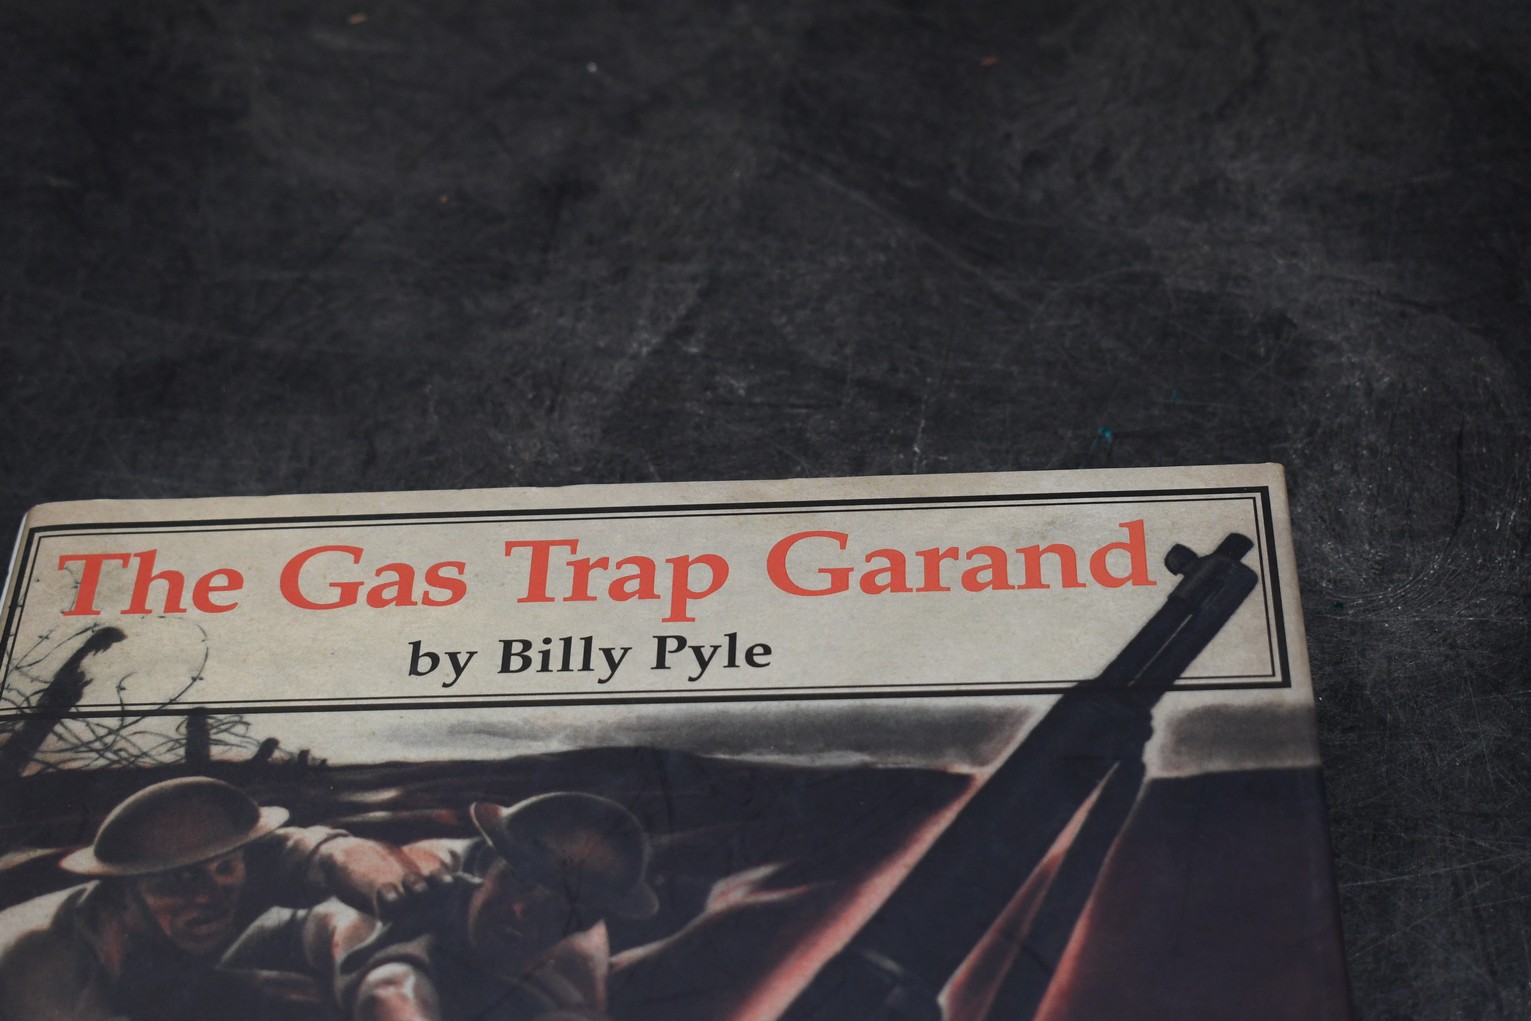 The Gas Trap Garand
by Billy Pyle